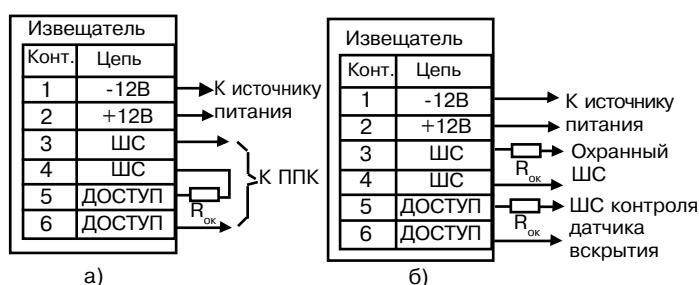 Извещатель
Конт. Цепь
1 -12В К источнику
2 +12В питания
3 ШС
4 ШС К ППК
5 ДОСТУП
Rок
6 ДОСТУП
а)
Извещатель
Конт. Цепь
1 -12В К источнику
2 +12В питания
3 ШС Охранный
Rок ШС
4 ШС
5 ДОСТУП ШС контроля
Rок датчика
6 ДОСТУП вскрытия
б)